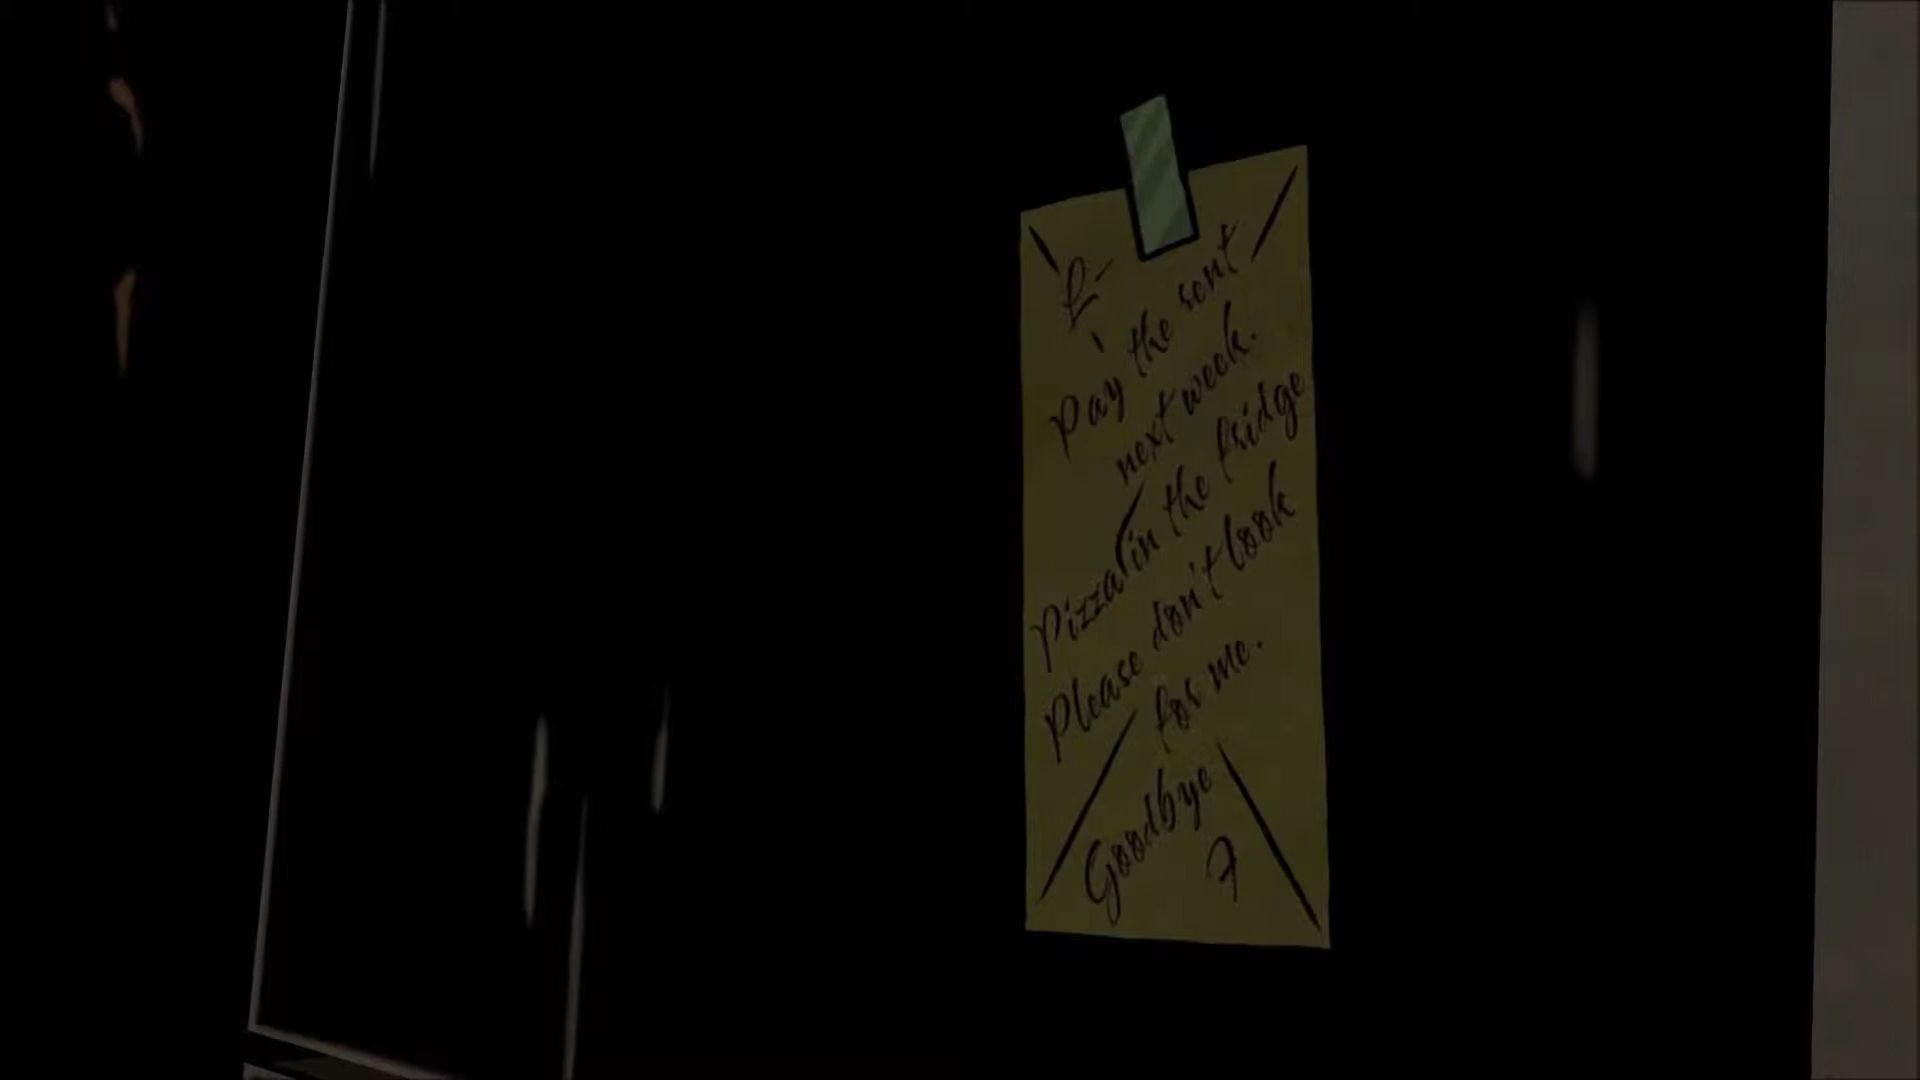 E-
Pay the rent
next week.
Pizza in the fridge
Please don't look
for me.
Goodbye
F